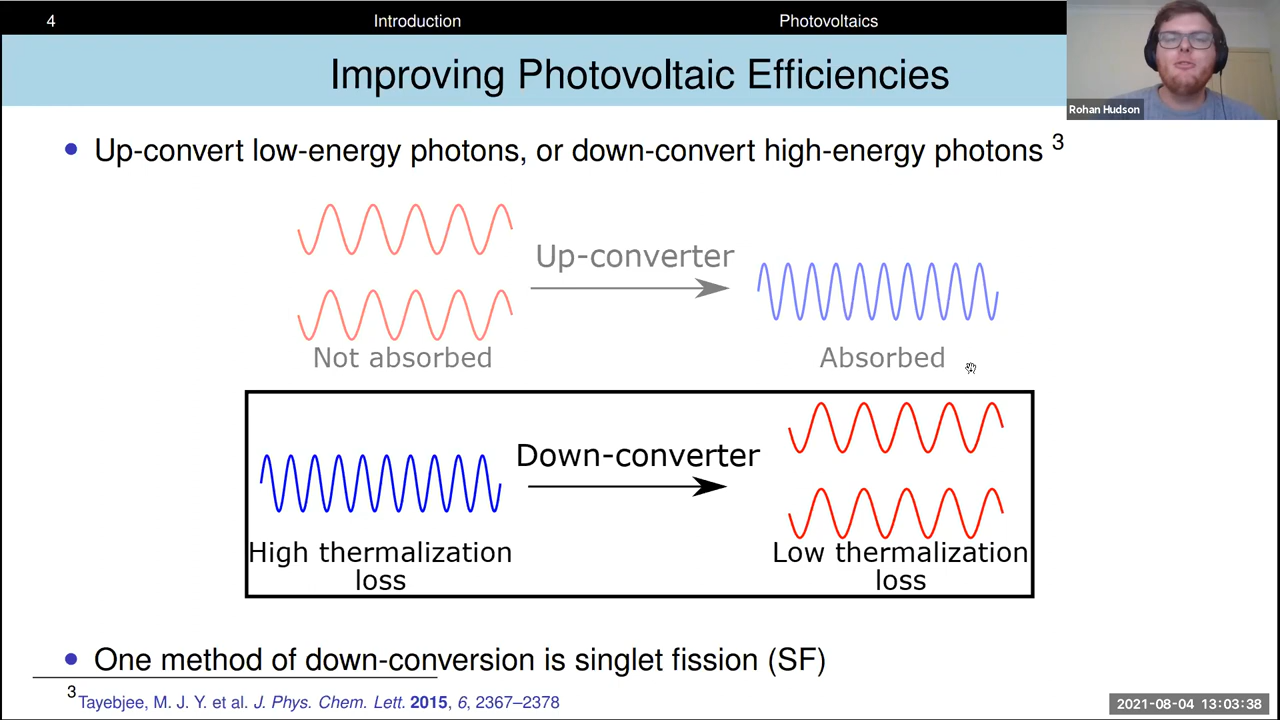 4 Introduction Photovoltaics
Improving Photovoltaic Efficiencies
Rohan Hudson
Up-convert low-energy photons, or down-convert high-energy photons 3
Up-converter
Not absorbed
Absorbed
Down-converter
High thermalization
loss
Low thermalization
loss
One method of down-conversion is singlet fission (SF)
3 Tayebjee, M. J. Y. et al. J. Phys. Chem. Lett. 2015, 6, 2367–2378
2021-08-04 13:03:38